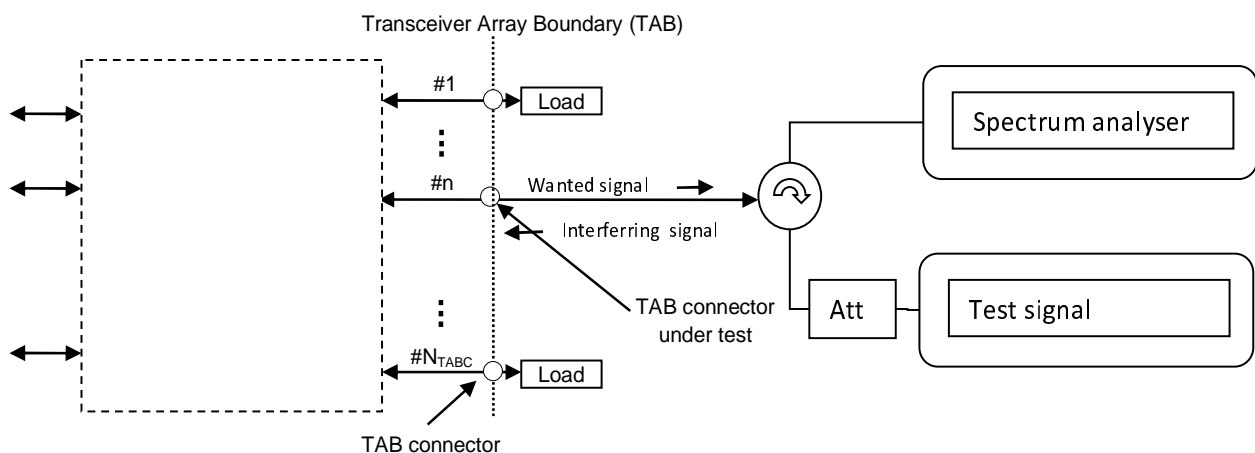 Transceiver Array Boundary (TAB)
#1
Load
Spectrum analyser
#n
Wanted signal
Interferring signal
TAB connector
under test
Att
Test signal
#NTABC
Load
TAB connector